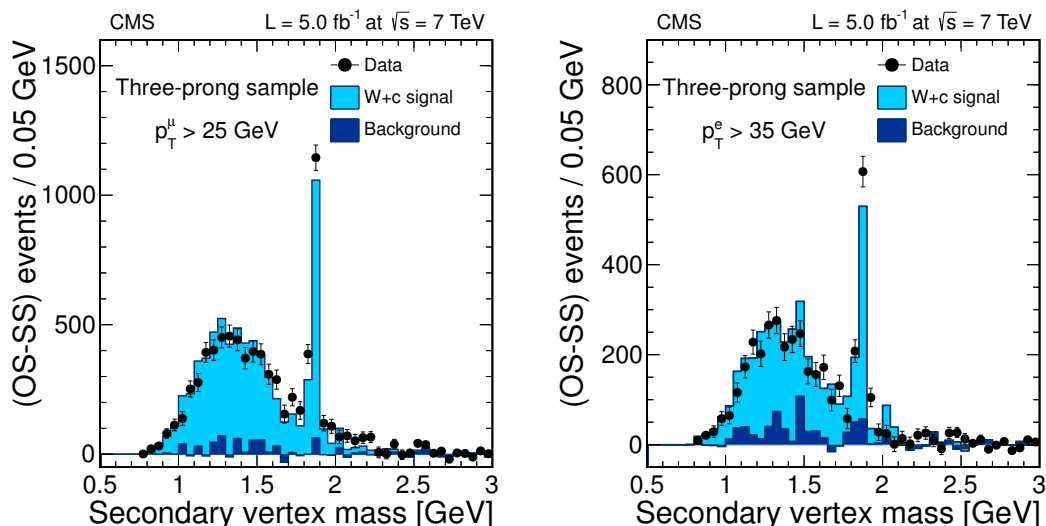 CMS L = 5.0 fb⁻¹ at √s = 7 TeV
(OS-SS) events / 0.05 GeV
1500
1000
500
0
Three-prong sample
p_T^μ > 25 GeV
Data
W+c signal
Background
0.5 1 1.5 2 2.5 3
Secondary vertex mass [GeV]
CMS L = 5.0 fb⁻¹ at √s = 7 TeV
(OS-SS) events / 0.05 GeV
800
600
400
200
0
Three-prong sample
p_T^e > 35 GeV
Data
W+c signal
Background
0.5 1 1.5 2 2.5 3
Secondary vertex mass [GeV]